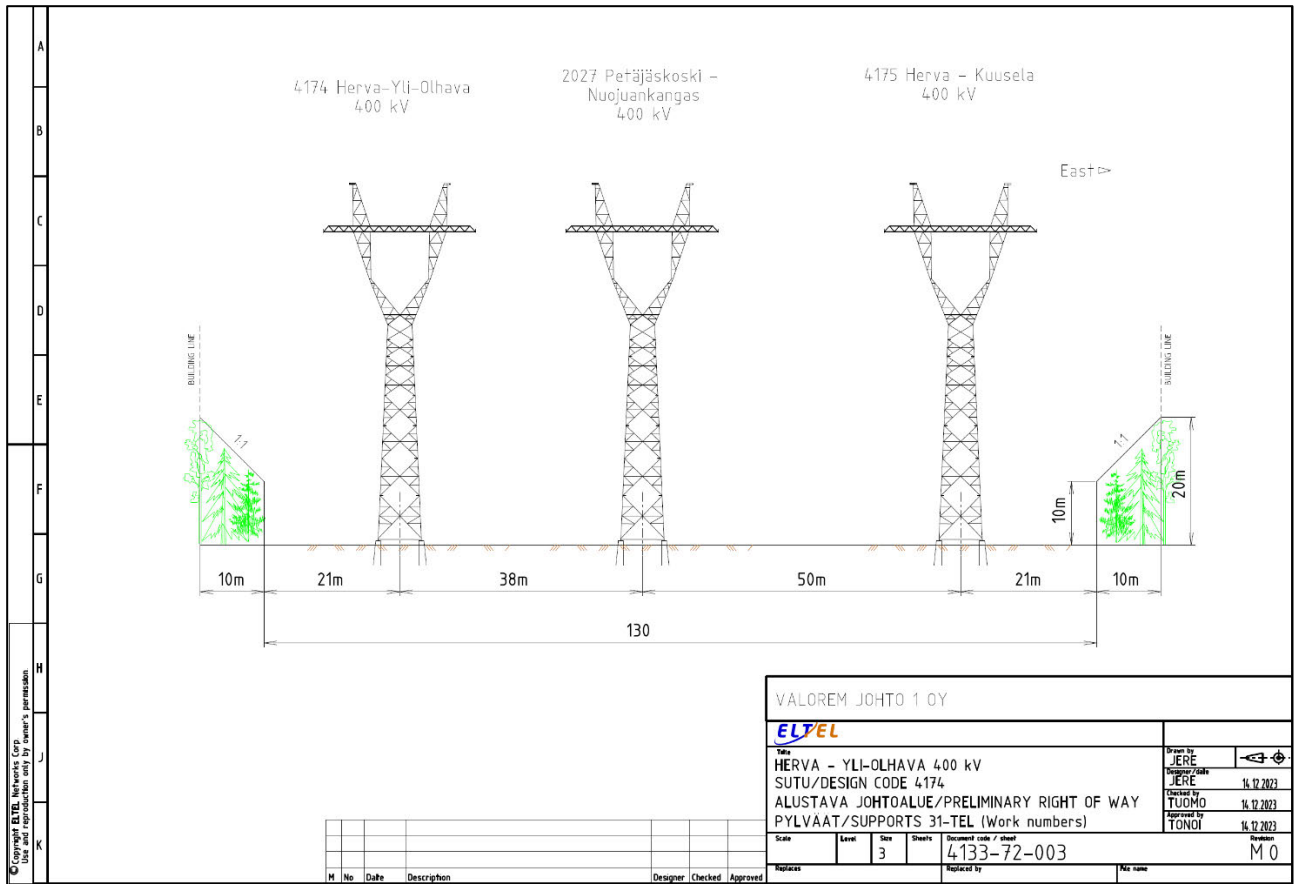 A
B
C
D
E
F
G
H
J
K
4174 Herva-Yli-Olhava
400 kV
2027 Petäjäskoski -
Nuojuankangas
400 kV
4175 Herva - Kuusela
400 kV
East
BUILDING LINE
BUILDING LINE
1:1
1:1
10m
20m
10m
21m
38m
50m
21m
10m
130
© Copyright ELTEL Networks Corp.
Use and reproduction only by owner's permission
VALOREM JOHTO 1 OY
ELTEL
Title
HERVA - YLI-OLHAVA 400 kV
SUTU/DESIGN CODE 4174
ALUSTAVA JOHTOALUE/PRELIMINARY RIGHT OF WAY
PYLVÄÄT/SUPPORTS 31-TEL (Work numbers)
Drawn by
JERE
Designer/date
JERE 14.12.2023
Checked by
TUOMO 14.12.2023
Approved by
TONOI 14.12.2023
Scale Level Size Sheets Document code / sheet Revision
3 4133-72-003 M 0
Replaces Replaced by File name
M No Date Description Designer Checked Approved